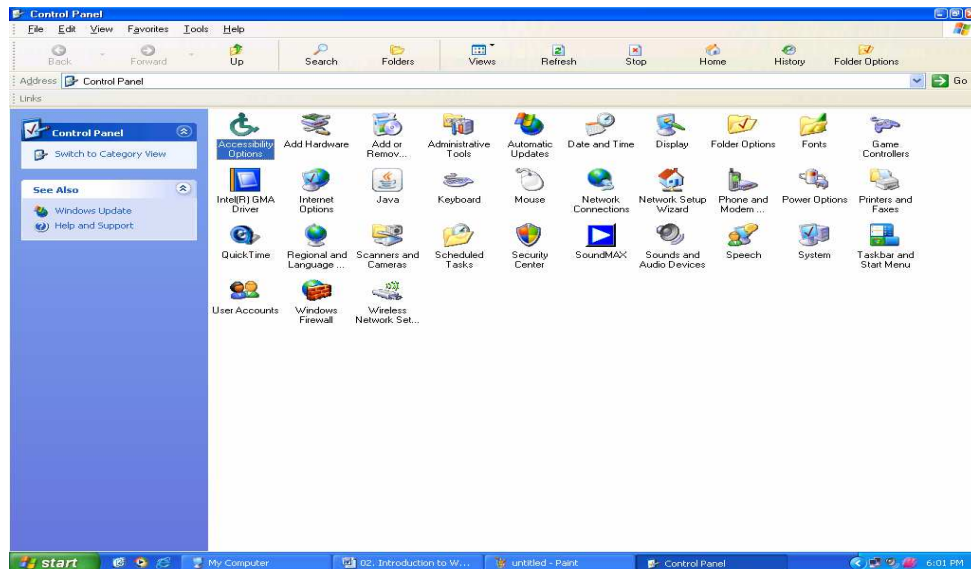 Control Panel
File Edit View Favorites Tools Help
Back Forward Up Search Folders Views Refresh Stop Home History Folder Options
Address Control Panel Go
Links
Control Panel
Switch to Category View
See Also
Windows Update
Help and Support
Accessibility Options
Add Hardware
Add or Remov...
Administrative Tools
Automatic Updates
Date and Time
Display
Folder Options
Fonts
Game Controllers
Intel(R) GMA Driver
Internet Options
Java
Keyboard
Mouse
Network Connections
Network Setup Wizard
Phone and Modem ...
Power Options
Printers and Faxes
QuickTime
Regional and Language ...
Scanners and Cameras
Scheduled Tasks
Security Center
SoundMAX
Sounds and Audio Devices
Speech
System
Taskbar and Start Menu
User Accounts
Windows Firewall
Wireless Network Set...
start My Computer 02. Introduction to W... untitled - Paint Control Panel 6:01 PM